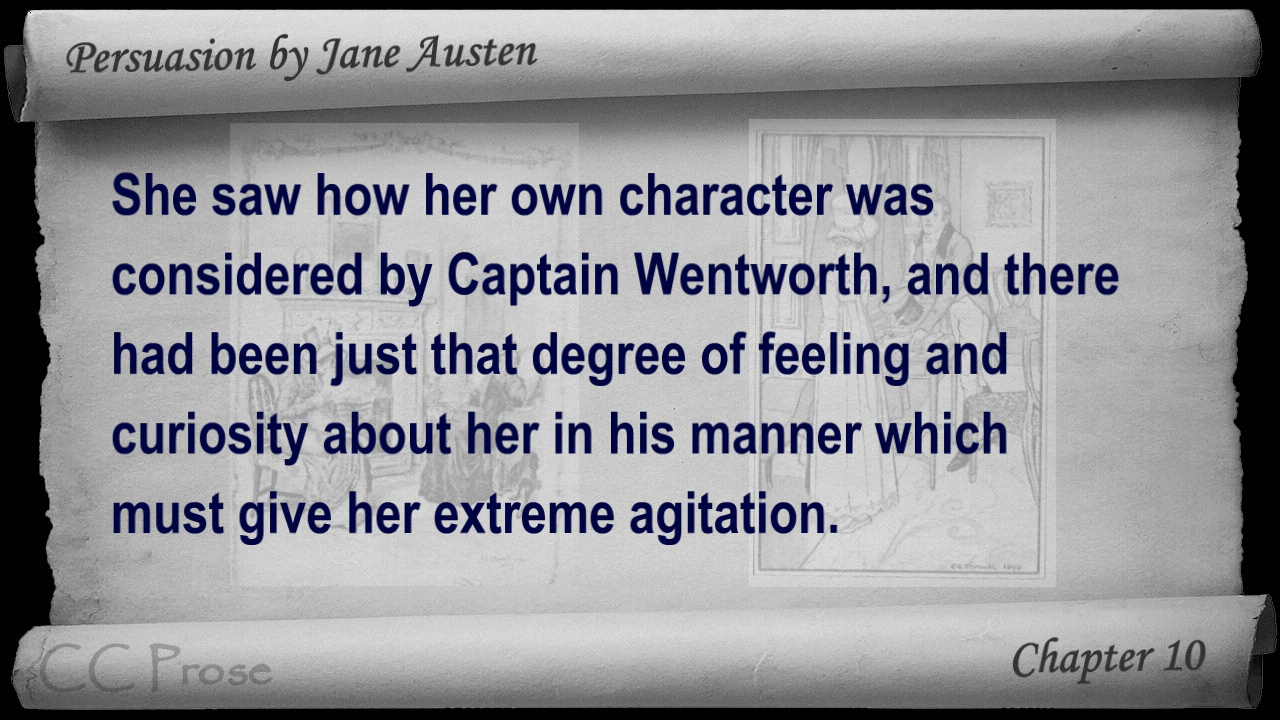 Persuasion by Jane Austen
She saw how her own character was
considered by Captain Wentworth, and there
had been just that degree of feeling and
curiosity about her in his manner which
must give her extreme agitation.
CC Prose
Chapter 10